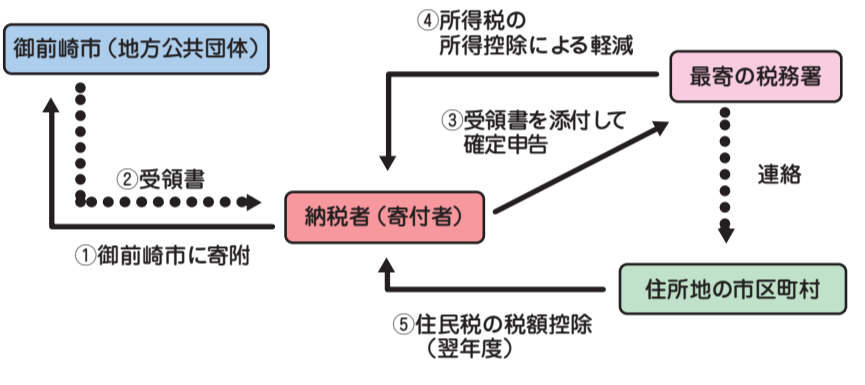 御前崎市（地方公共団体）
④所得税の
所得控除による軽減
最寄の税務署
③受領書を添付して
確定申告
②受領書
連絡
納税者（寄付者）
①御前崎市に寄附
住所地の市区町村
⑤住民税の税額控除
（翌年度）